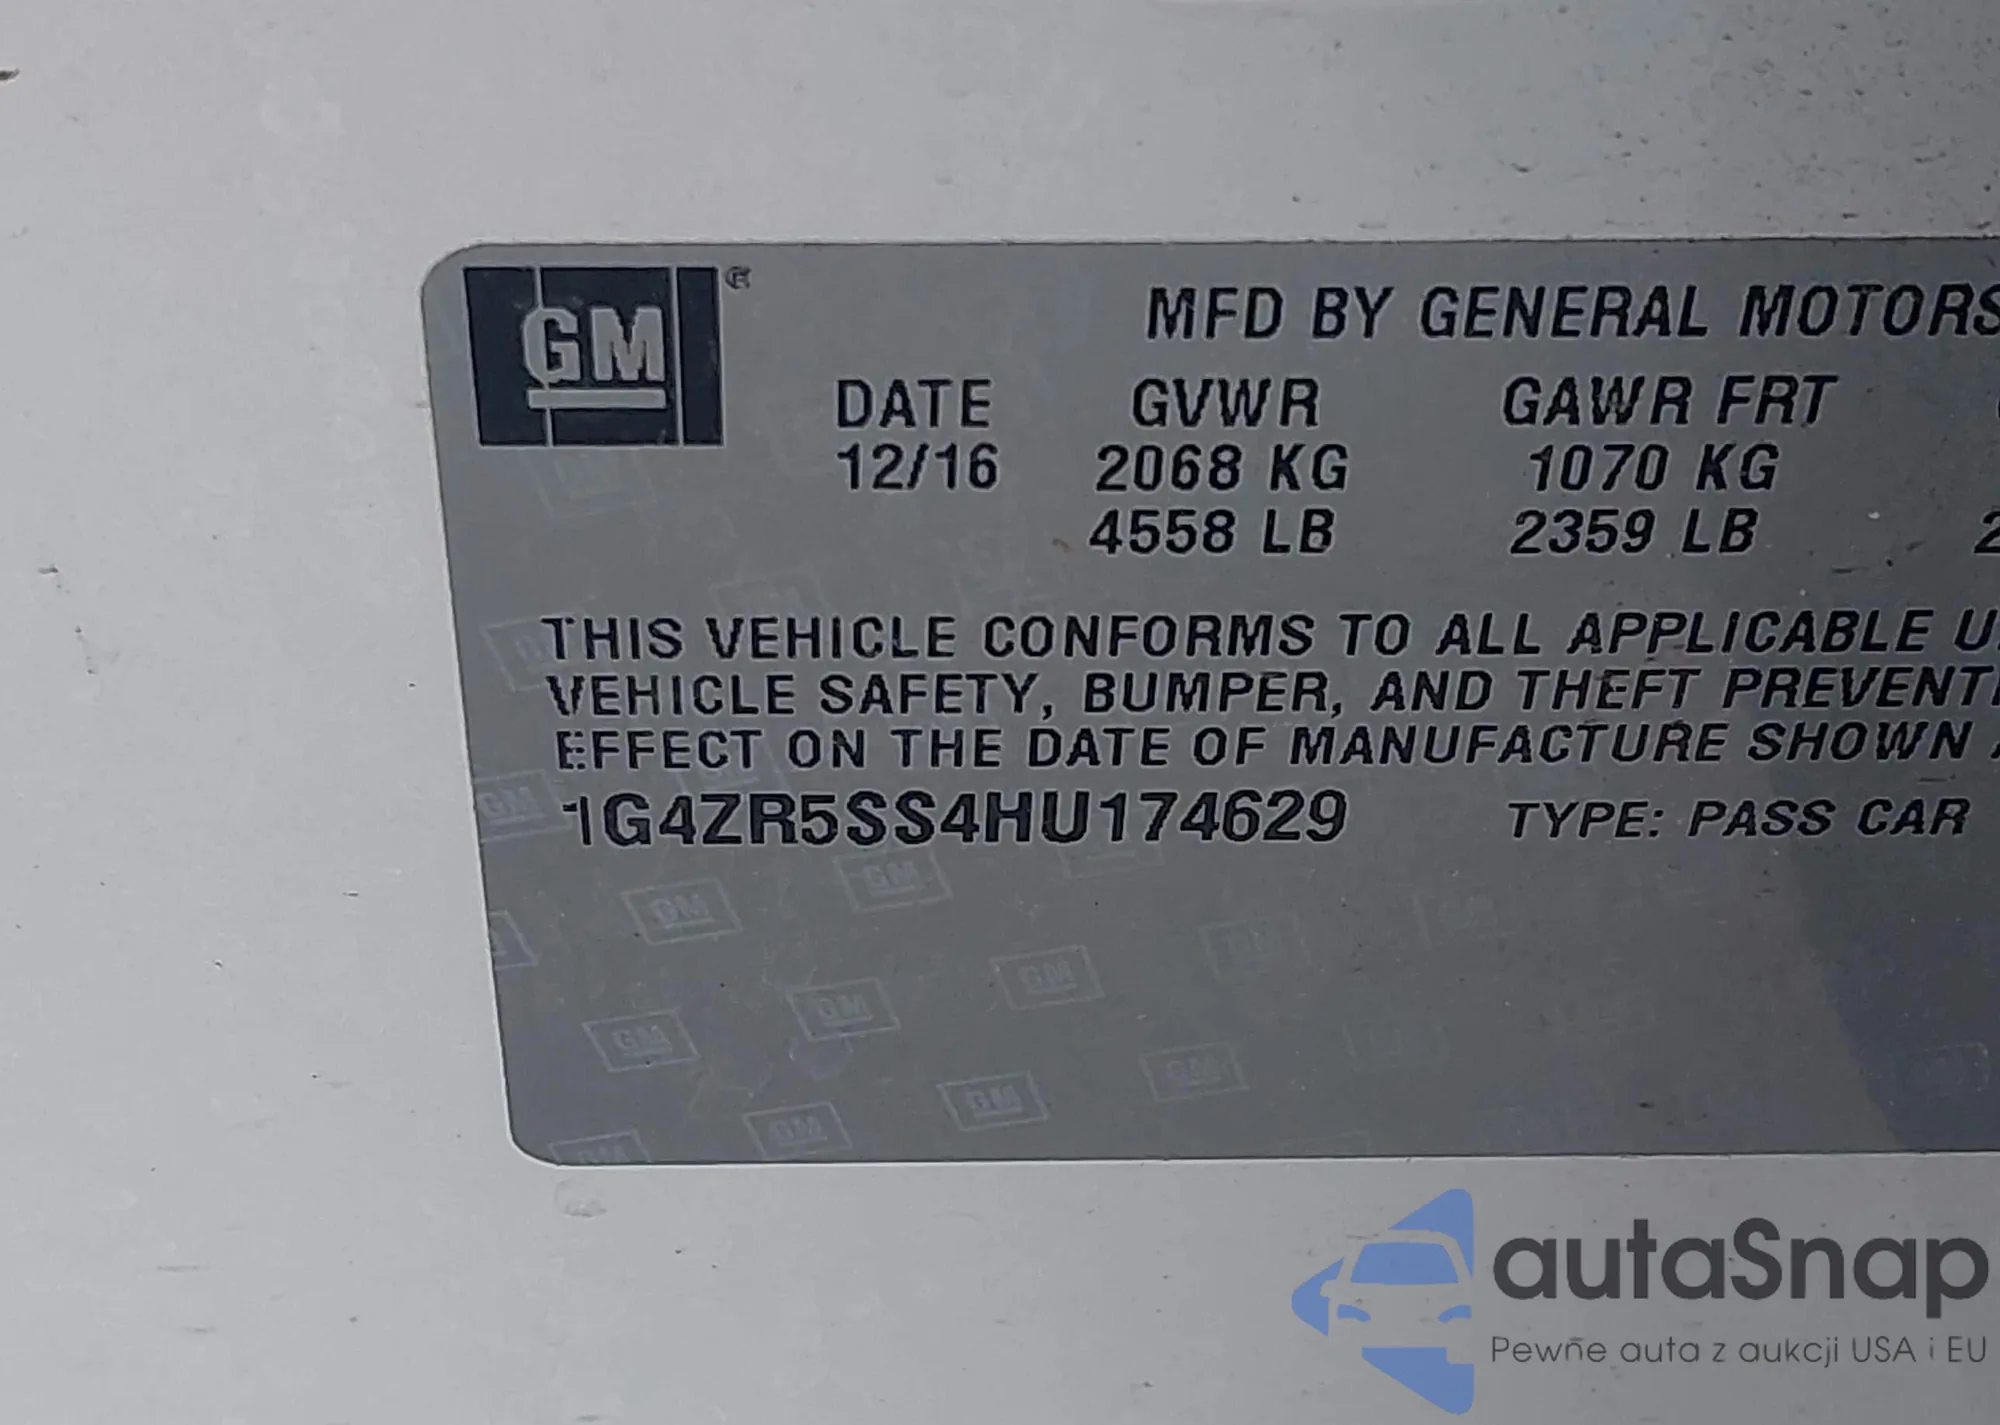 GM®
MFD BY GENERAL MOTORS
DATE GVWR GAWR FRT
12/16 2068 KG 1070 KG
4558 LB 2359 LB 2
THIS VEHICLE CONFORMS TO ALL APPLICABLE U.
VEHICLE SAFETY, BUMPER, AND THEFT PREVENTI
EFFECT ON THE DATE OF MANUFACTURE SHOWN
1G4ZR5SS4HU174629 TYPE: PASS CAR
autaSnap
Pewne auta z aukcji USA i EU